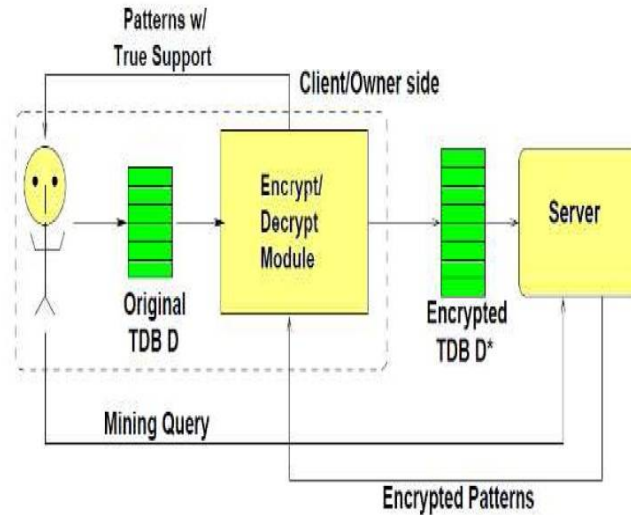 Patterns w/
True Support
Client/Owner side
Encrypt/
Decrypt
Module
Server
Original
TDB D
Encrypted
TDB D*
Mining Query
Encrypted Patterns